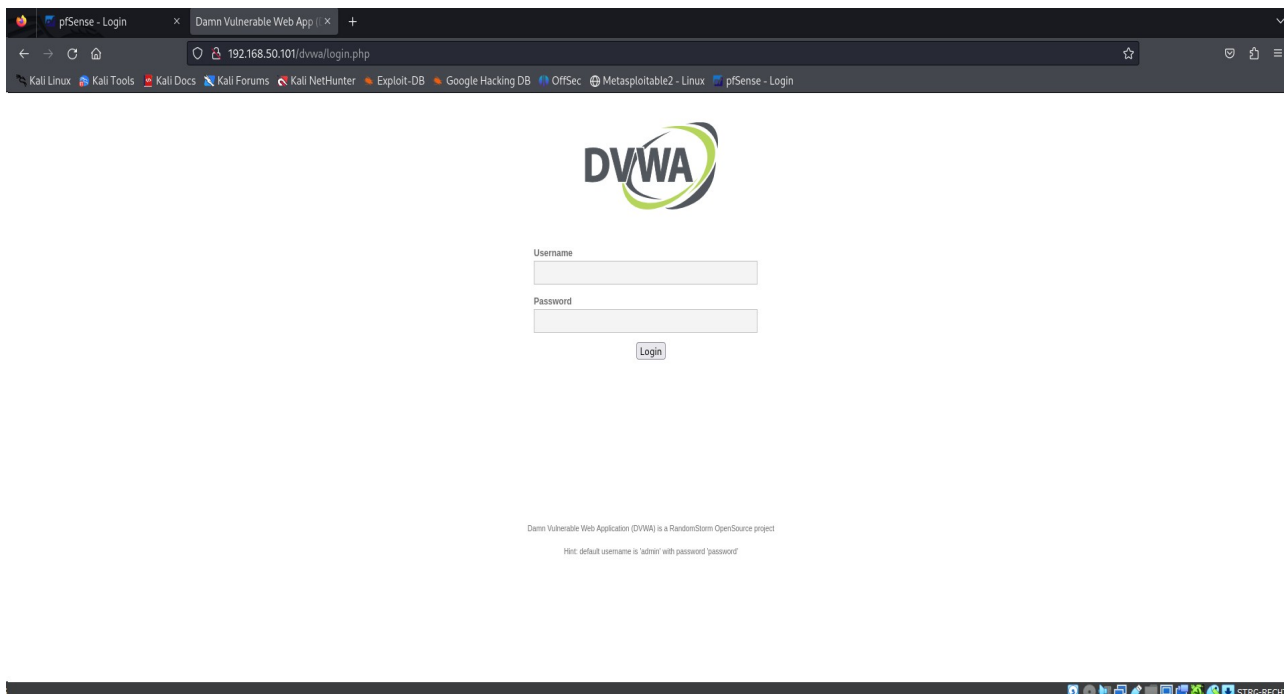 pfSense - Login
Damn Vulnerable Web App (
192.168.50.101/dvwa/login.php
Kali Linux Kali Tools Kali Docs Kali Forums Kali NetHunter Exploit-DB Google Hacking DB OffSec Metasploitable2 - Linux pfSense - Login
DVWA
Username
Password
Login
Damn Vulnerable Web Application (DVWA) is a RandomStorm OpenSource project
Hint: default username is 'admin' with password 'password'
STRG-RECH